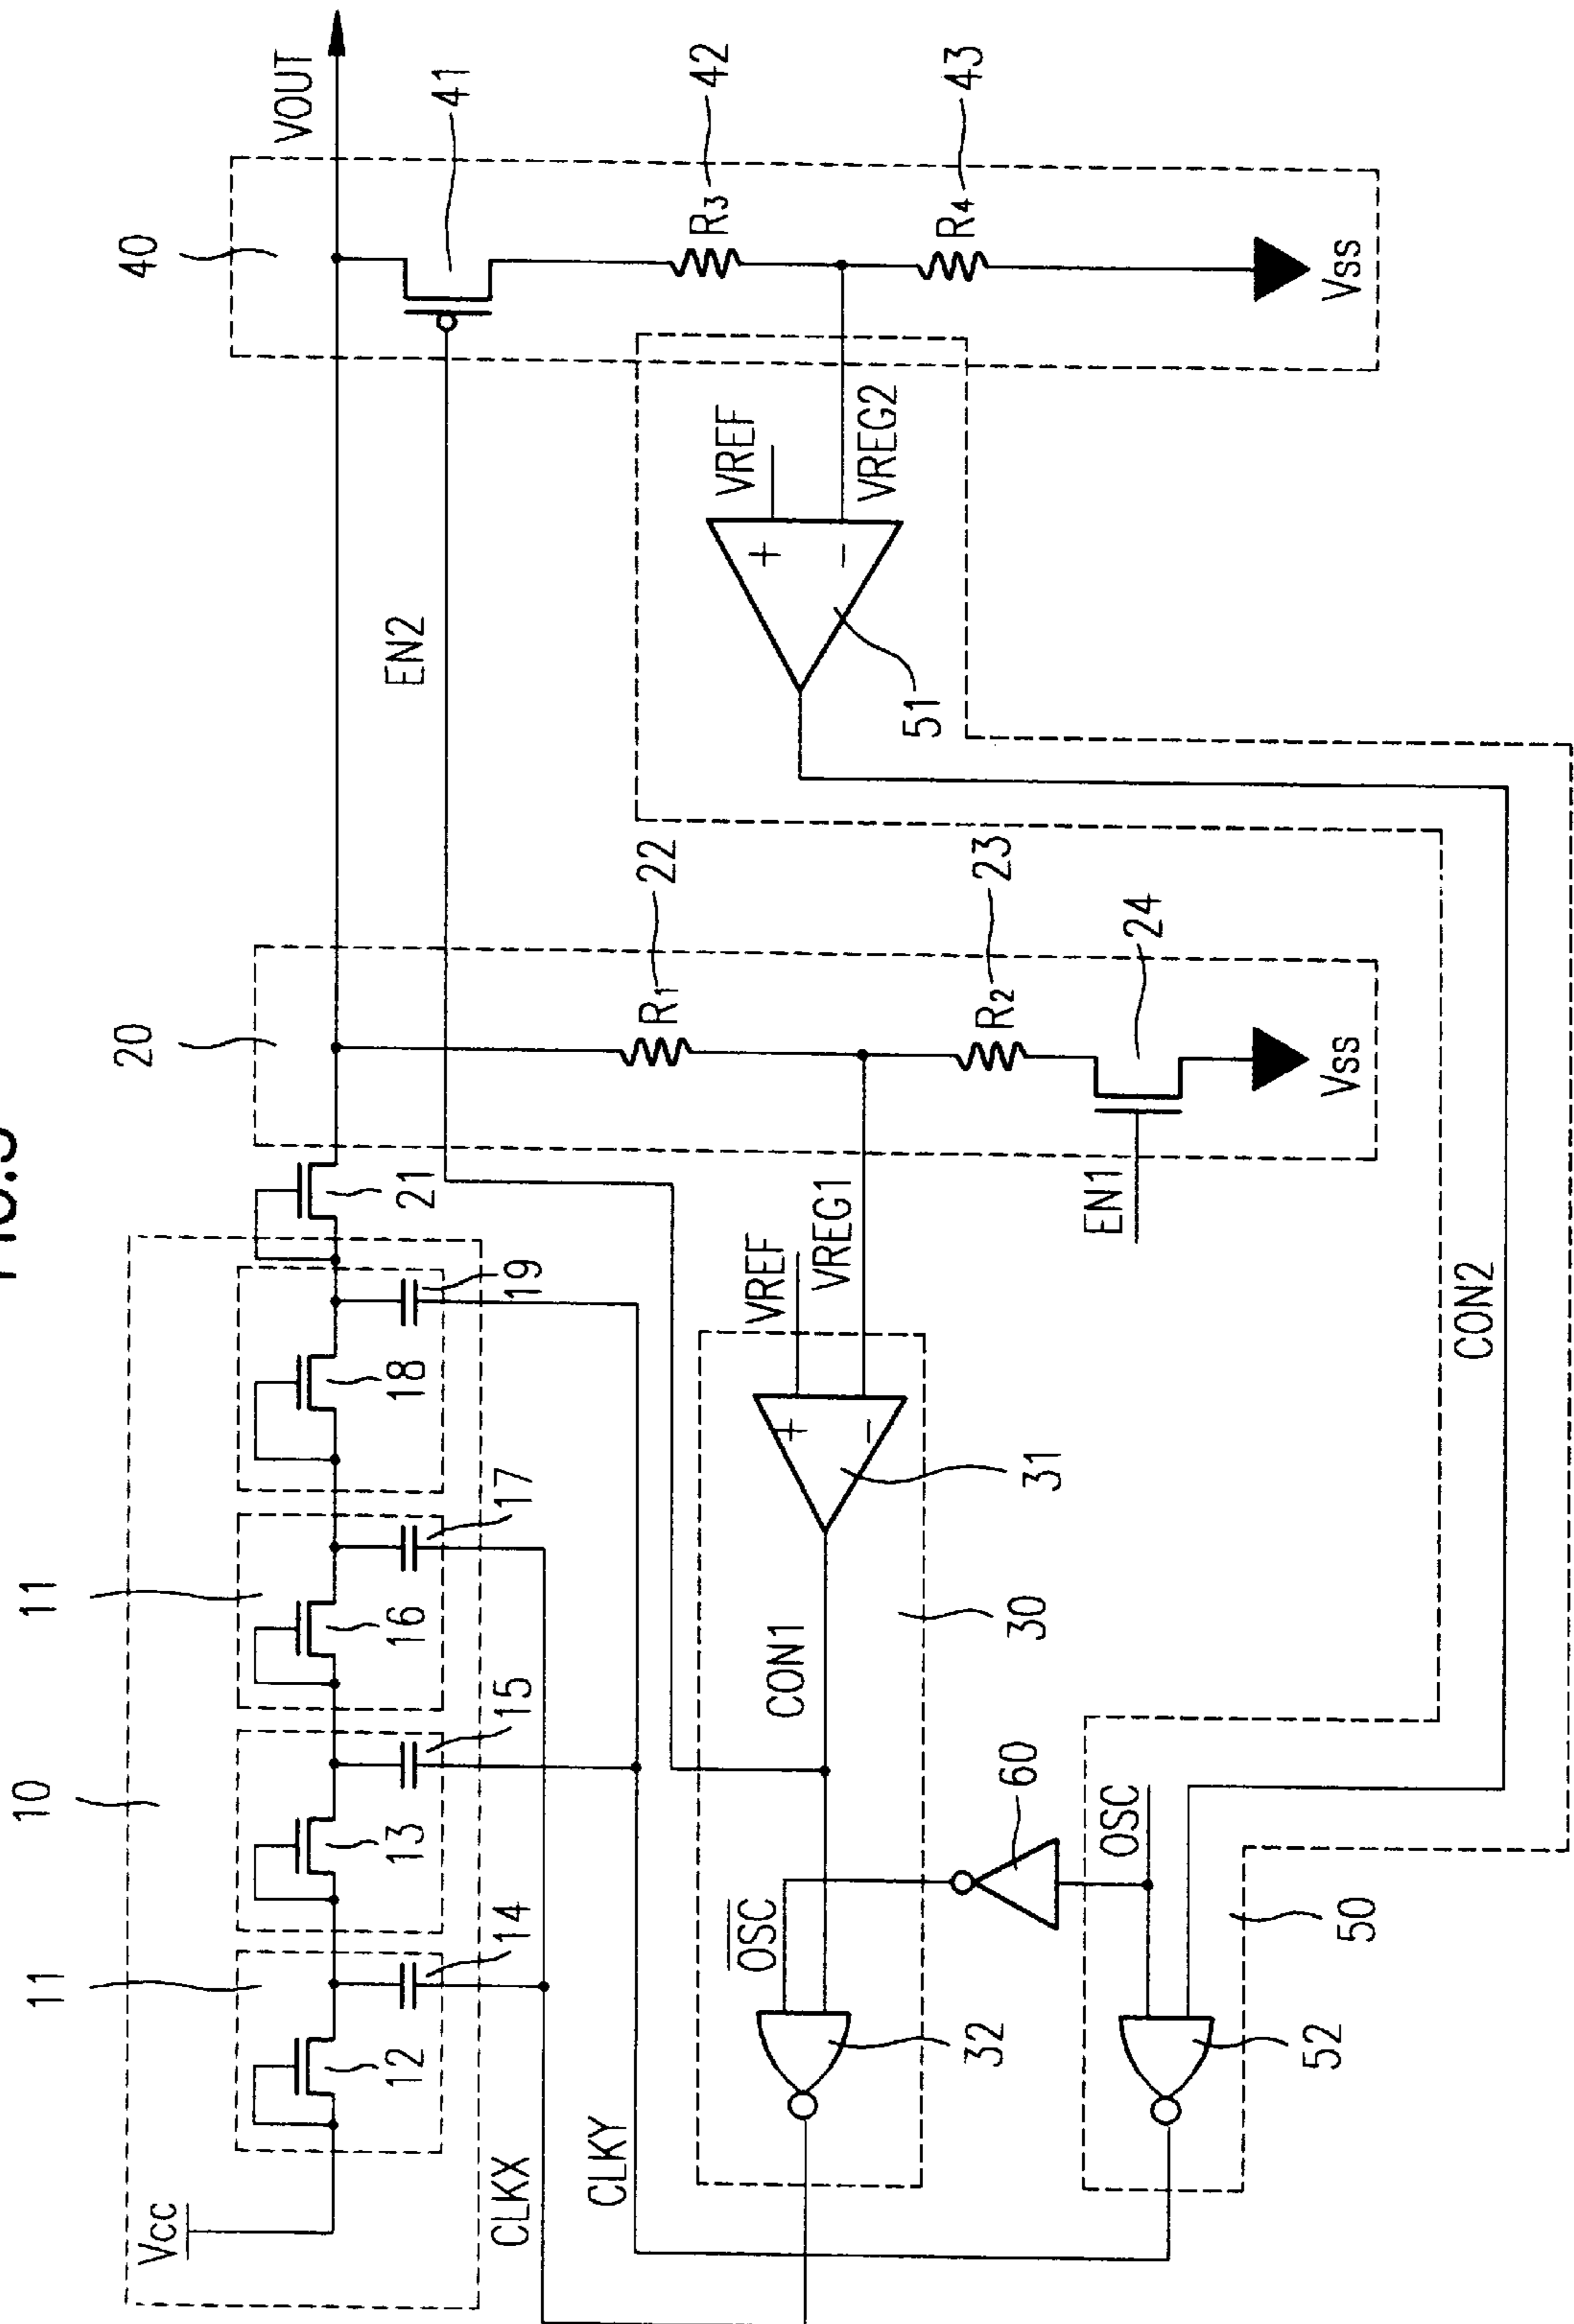 VOUT
40
41
R3
42
R4
43
Vss
EN2
VREF
VREG2
+
−
51
20
R1
22
R2
23
24
Vss
EN1
21
VREF
VREG1
+
−
31
CON1
30
CON2
10
11
11
19
18
17
16
15
13
14
12
Vcc
CLKX
CLKY
OSC
60
OSC
32
50
52